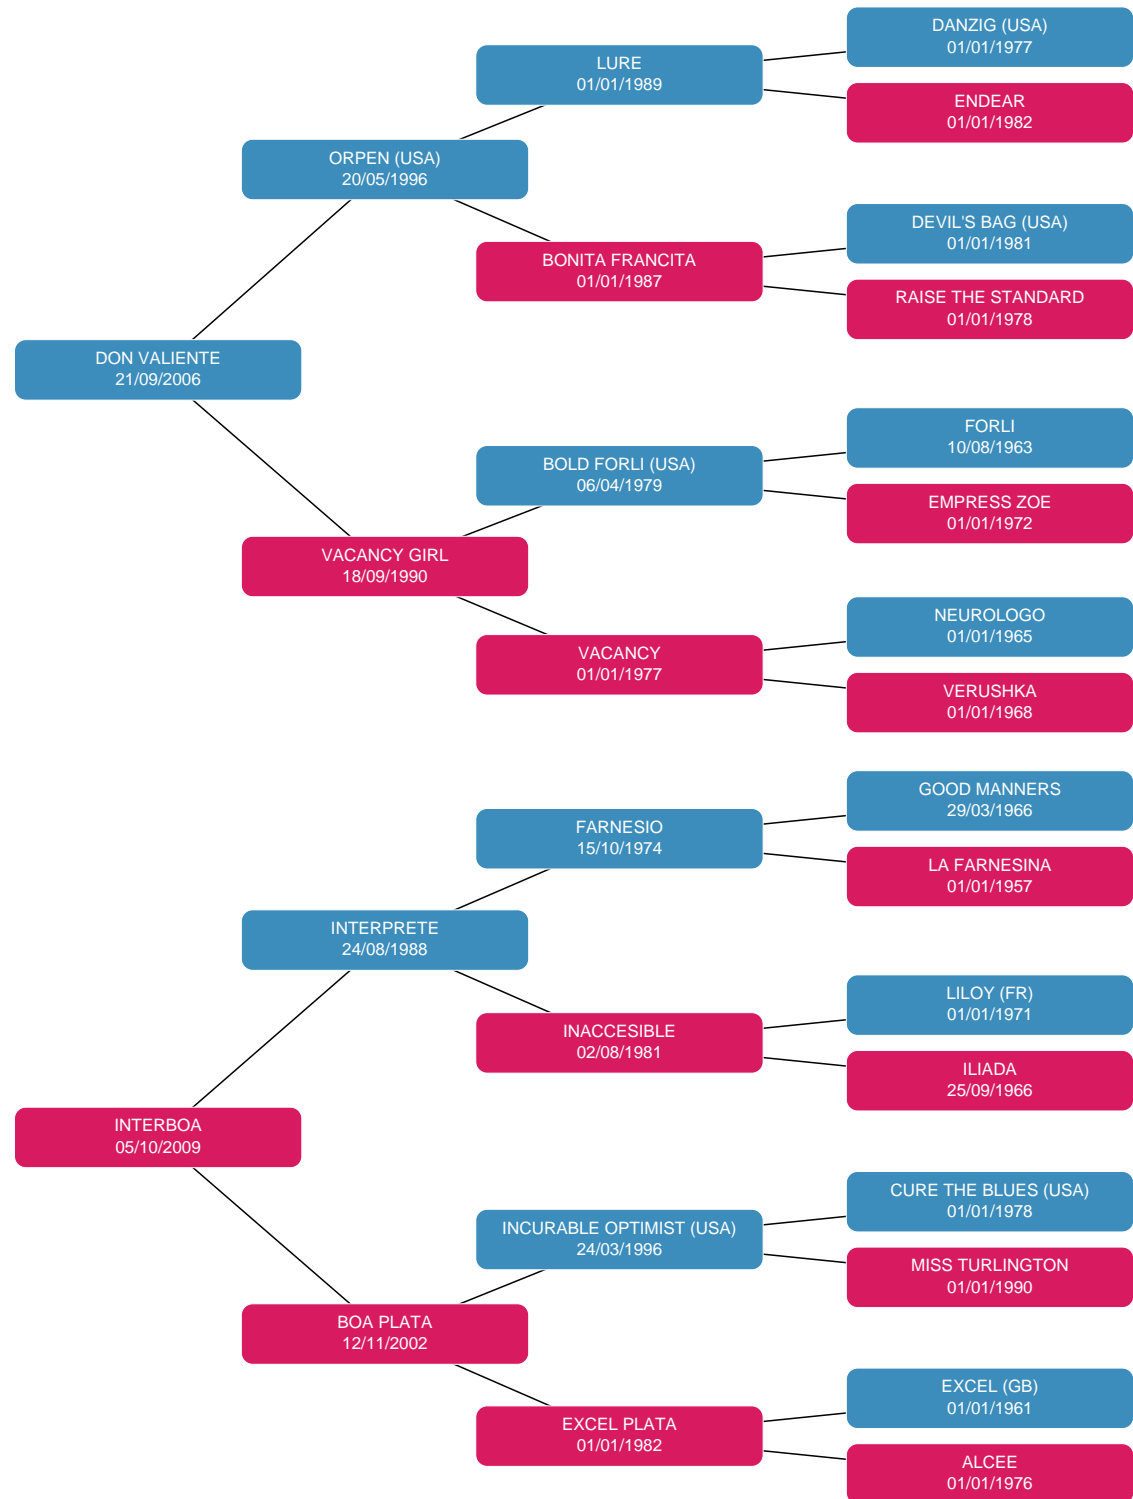 DANZIG (USA)
01/01/1977
LURE
01/01/1989
ENDEAR
01/01/1982
ORPEN (USA)
20/05/1996
DEVIL'S BAG (USA)
01/01/1981
BONITA FRANCITA
01/01/1987
RAISE THE STANDARD
01/01/1978
DON VALIENTE
21/09/2006
FORLI
10/08/1963
BOLD FORLI (USA)
06/04/1979
EMPRESS ZOE
01/01/1972
VACANCY GIRL
18/09/1990
NEUROLOGO
01/01/1965
VACANCY
01/01/1977
VERUSHKA
01/01/1968
GOOD MANNERS
29/03/1966
FARNESIO
15/10/1974
LA FARNESINA
01/01/1957
INTERPRETE
24/08/1988
LILOY (FR)
01/01/1971
INACCESIBLE
02/08/1981
ILIADA
25/09/1966
INTERBOA
05/10/2009
CURE THE BLUES (USA)
01/01/1978
INCURABLE OPTIMIST (USA)
24/03/1996
MISS TURLINGTON
01/01/1990
BOA PLATA
12/11/2002
EXCEL (GB)
01/01/1961
EXCEL PLATA
01/01/1982
ALCEE
01/01/1976